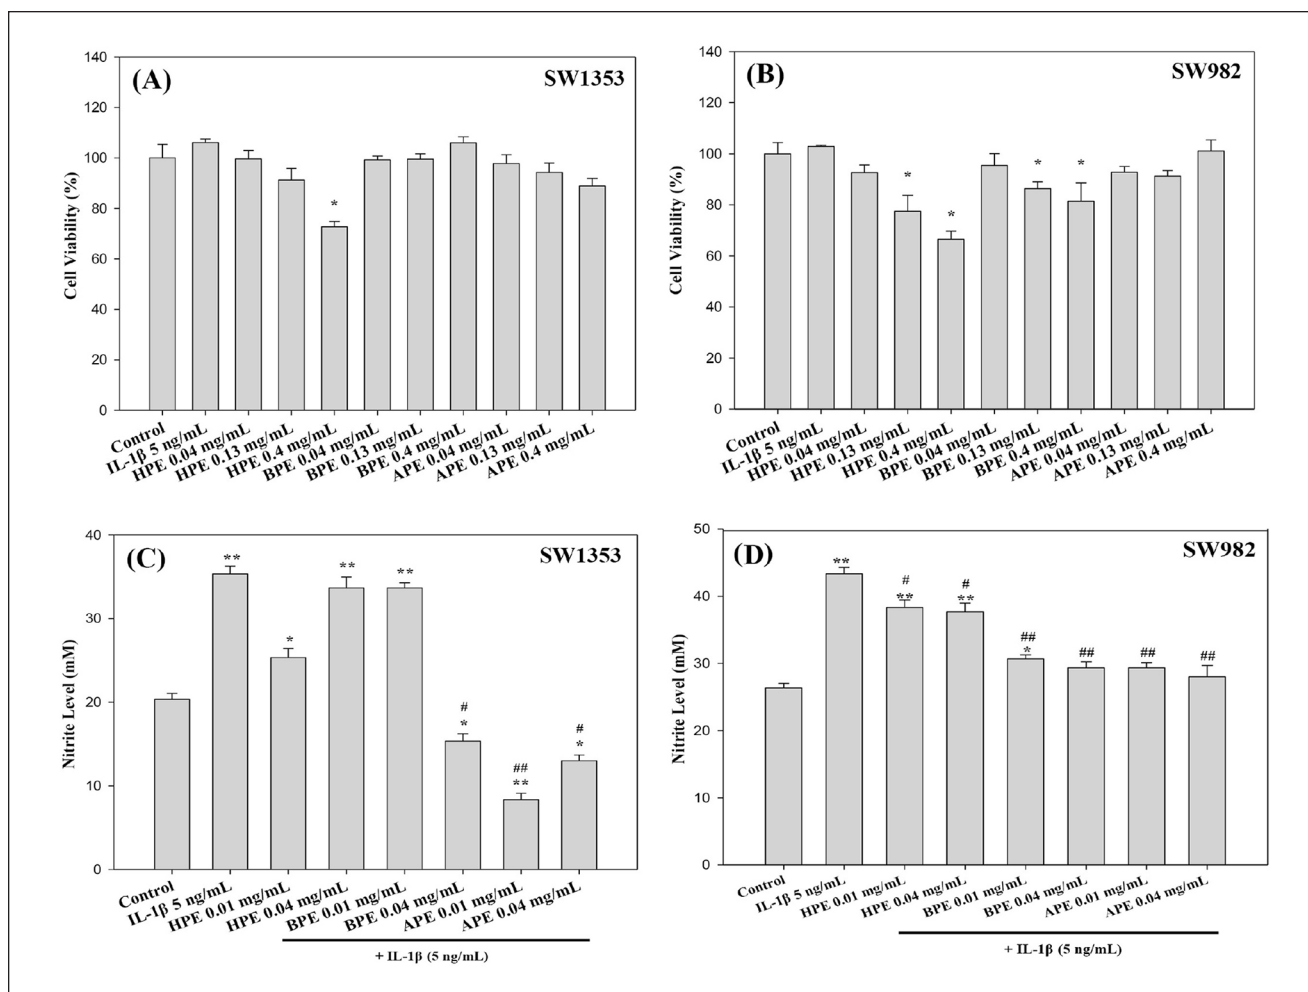 (A)
SW1353
Cell Viability (%)
140
120
100
80
60
40
20
0
Control
IL-1β 5 ng/mL
HPE 0.04 mg/mL
HPE 0.13 mg/mL
HPE 0.4 mg/mL
BPE 0.04 mg/mL
BPE 0.13 mg/mL
BPE 0.4 mg/mL
APE 0.04 mg/mL
APE 0.13 mg/mL
APE 0.4 mg/mL
*
(B)
SW982
Cell Viability (%)
140
120
100
80
60
40
20
0
Control
IL-1β 5 ng/mL
HPE 0.04 mg/mL
HPE 0.13 mg/mL
HPE 0.4 mg/mL
BPE 0.04 mg/mL
BPE 0.13 mg/mL
BPE 0.4 mg/mL
APE 0.04 mg/mL
APE 0.13 mg/mL
APE 0.4 mg/mL
*
*
*
*
(C)
SW1353
Nitrite Level (mM)
40
30
20
10
0
**
*
**
**
#
*
##
**
#
*
Control
IL-1β 5 ng/mL
HPE 0.01 mg/mL
HPE 0.04 mg/mL
BPE 0.01 mg/mL
BPE 0.04 mg/mL
APE 0.01 mg/mL
APE 0.04 mg/mL
+ IL-1β (5 ng/mL)
(D)
SW982
Nitrite Level (mM)
50
40
30
20
10
0
**
#
**
#
**
##
*
##
##
##
Control
IL-1β 5 ng/mL
HPE 0.01 mg/mL
HPE 0.04 mg/mL
BPE 0.01 mg/mL
BPE 0.04 mg/mL
APE 0.01 mg/mL
APE 0.04 mg/mL
+ IL-1β (5 ng/mL)